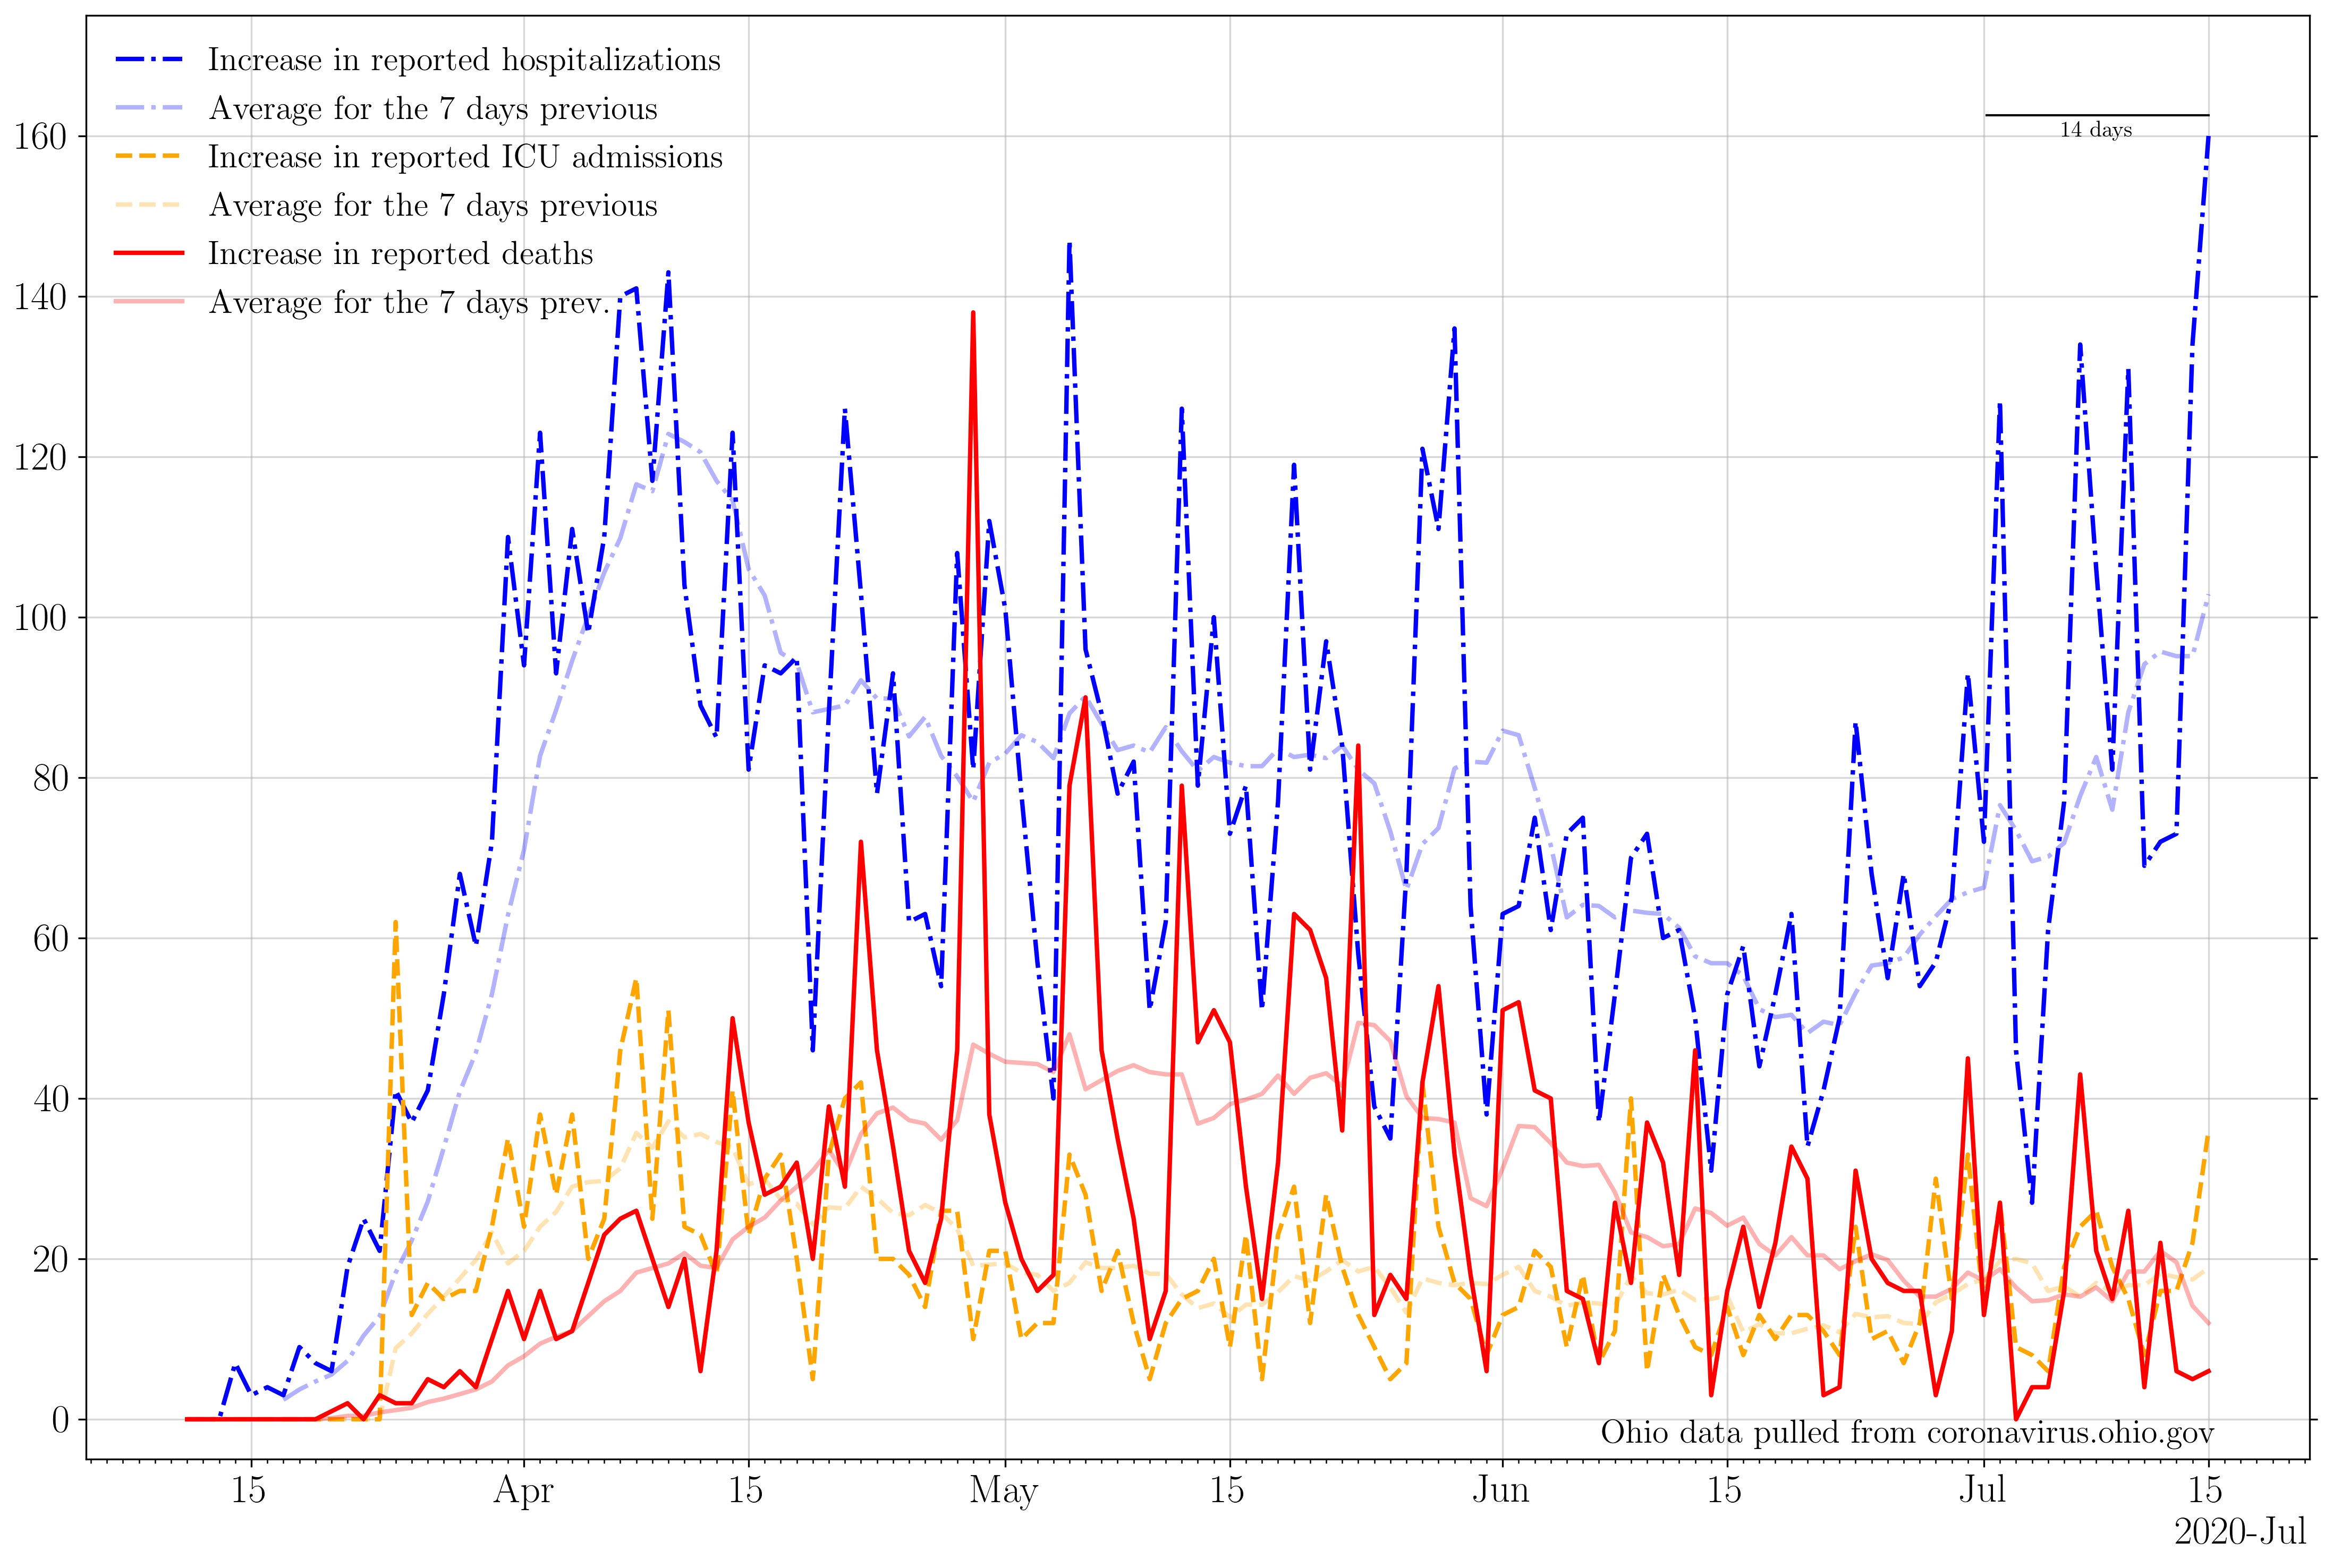 Increase in reported hospitalizations
Average for the 7 days previous
Increase in reported ICU admissions
Average for the 7 days previous
Increase in reported deaths
Average for the 7 days prev.
14 days
160
140
120
100
80
60
40
20
0
Ohio data pulled from coronavirus.ohio.gov
15 Apr 15 May 15 Jun 15 Jul 15
2020-Jul